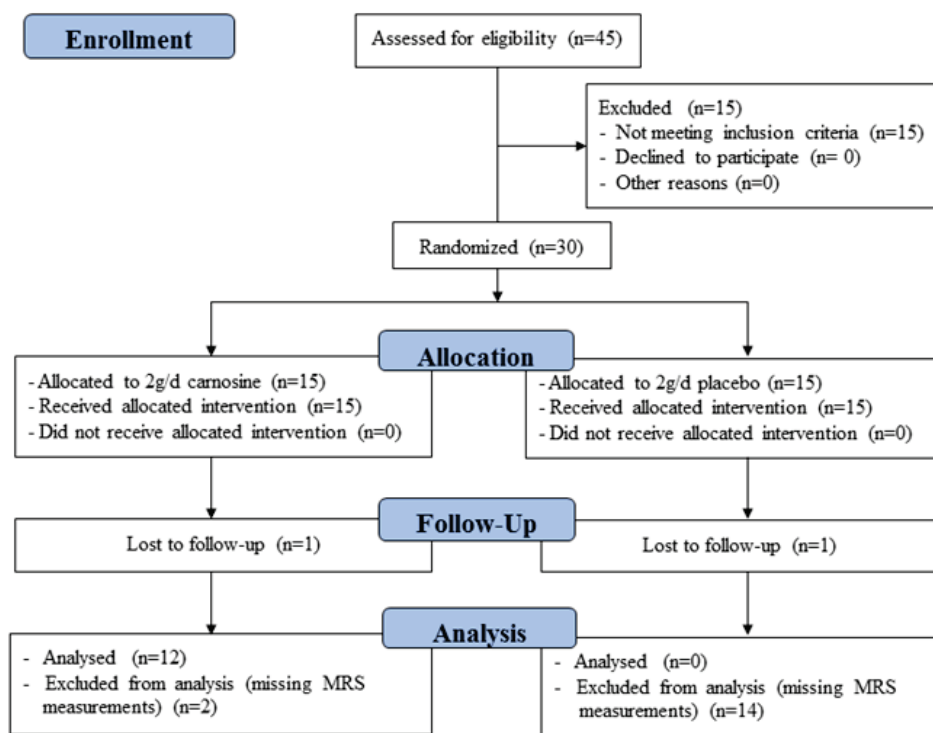 Enrollment
Assessed for eligibility (n=45)
Excluded (n=15)
- Not meeting inclusion criteria (n=15)
- Declined to participate (n= 0)
- Other reasons (n=0)
Randomized (n=30)
Allocation
- Allocated to 2g/d carnosine (n=15)
- Received allocated intervention (n=15)
- Did not receive allocated intervention (n=0)
- Allocated to 2g/d placebo (n=15)
- Received allocated intervention (n=15)
- Did not receive allocated intervention (n=0)
Follow-Up
Lost to follow-up (n=1)
Lost to follow-up (n=1)
Analysis
- Analysed (n=12)
- Excluded from analysis (missing MRS
measurements) (n=2)
- Analysed (n=0)
- Excluded from analysis (missing MRS
measurements) (n=14)